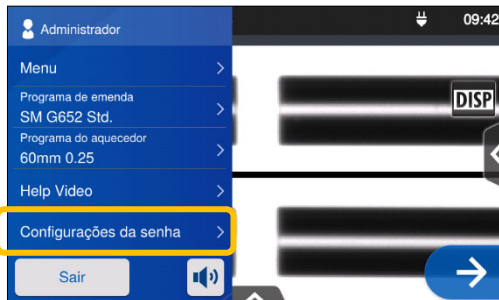 Administrador
09:42
Menu
Programa de emenda
SM G652 Std.
DISP
Programa do aquecedor
60mm 0.25
Help Video
Configurações da senha
Sair